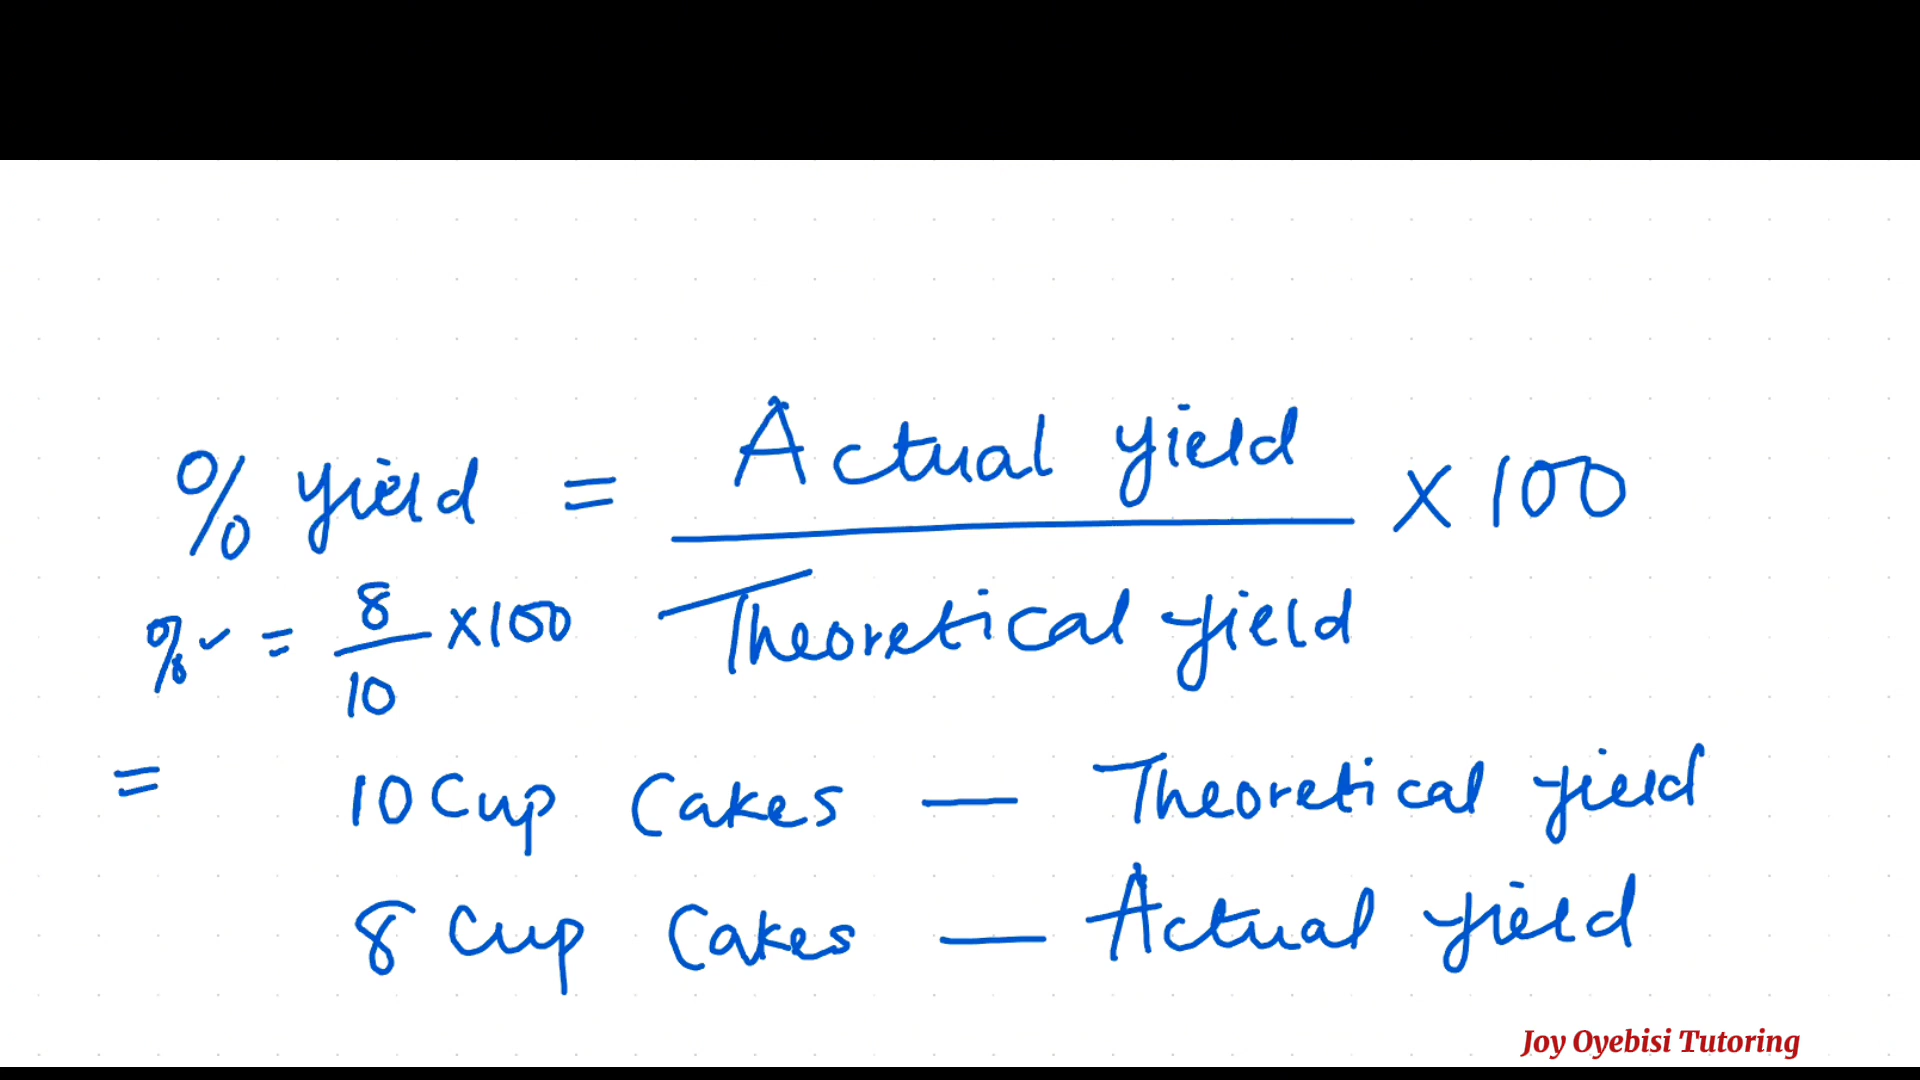 % yield = Actual yield / Theoretical yield × 100
% = 8/10 × 100
=
10 Cup Cakes — Theoretical yield
8 Cup Cakes — Actual yield
Joy Oyebisi Tutoring